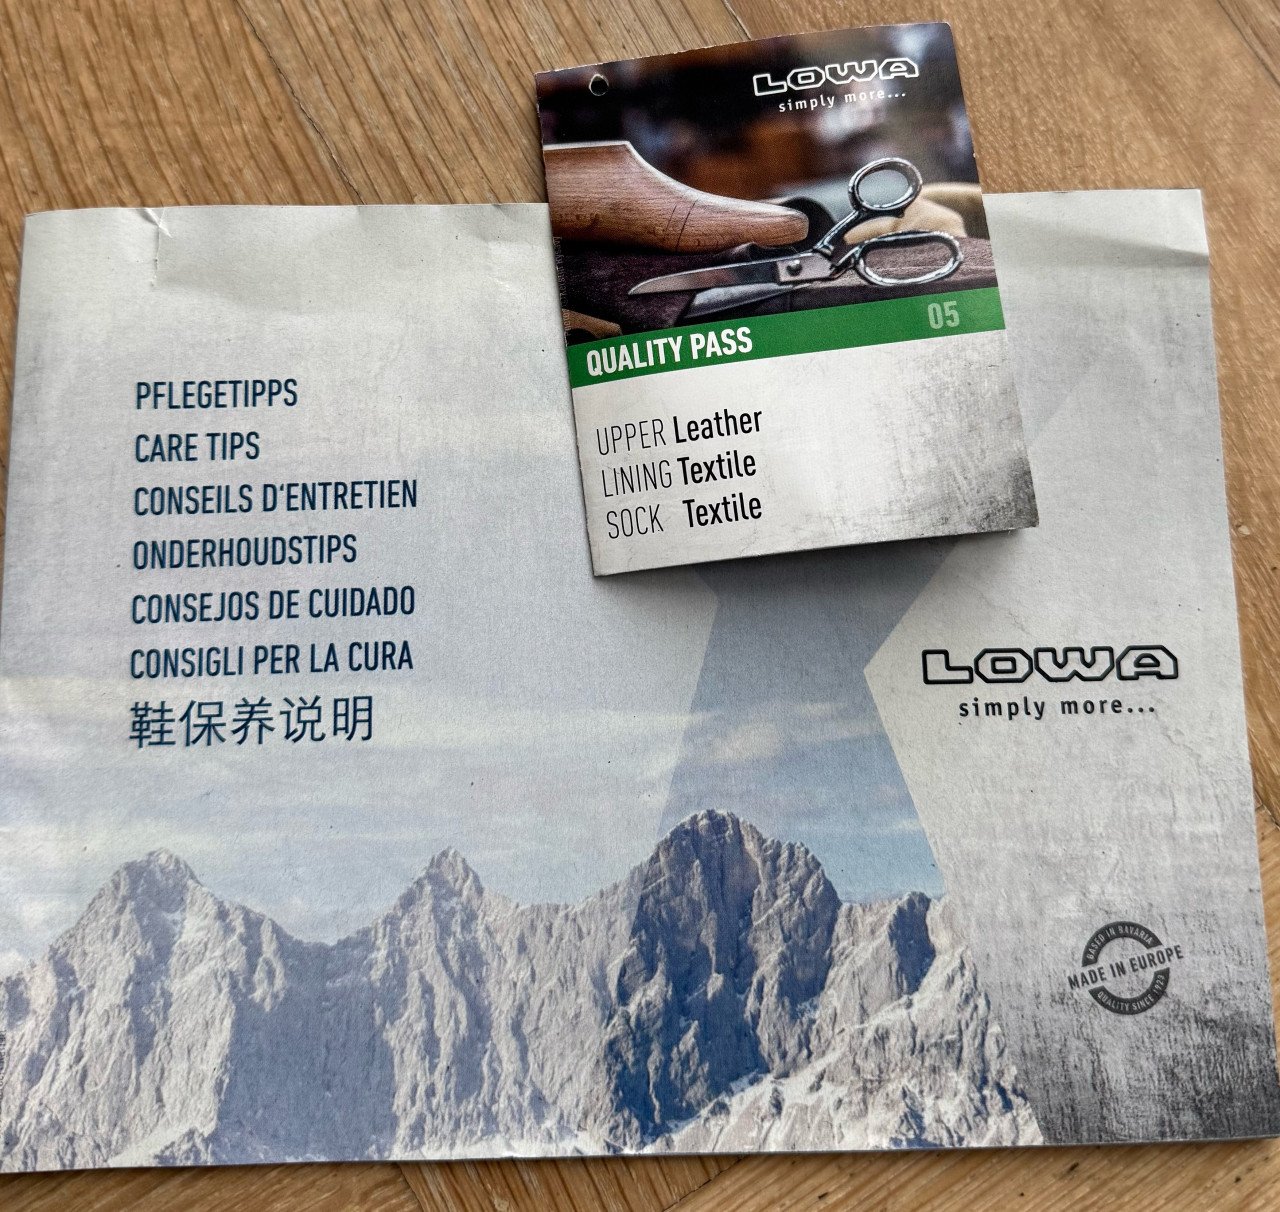 LOWA
simply more...
05
QUALITY PASS
UPPER Leather
LINING Textile
SOCK Textile
PFLEGETIPPS
CARE TIPS
CONSEILS D'ENTRETIEN
ONDERHOUDSTIPS
CONSEJOS DE CUIDADO
CONSIGLI PER LA CURA
鞋保养说明
LOWA
simply more...
BASED IN BAVARIA
MADE IN EUROPE
QUALITY SINCE 1923